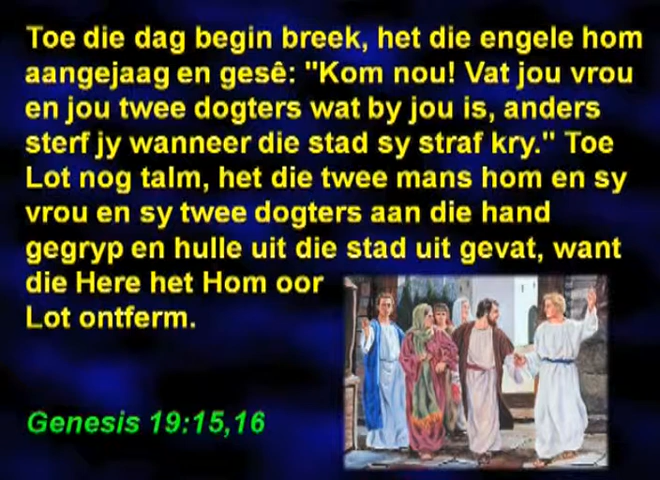 Toe die dag begin breek, het die engele hom
aangejaag en gesê: "Kom nou! Vat jou vrou
en jou twee dogters wat by jou is, anders
sterf jy wanneer die stad sy straf kry." Toe
Lot nog talm, het die twee mans hom en sy
vrou en sy twee dogters aan die hand
gegryp en hulle uit die stad uit gevat, want
die Here het Hom oor
Lot ontferm.
Genesis 19:15,16